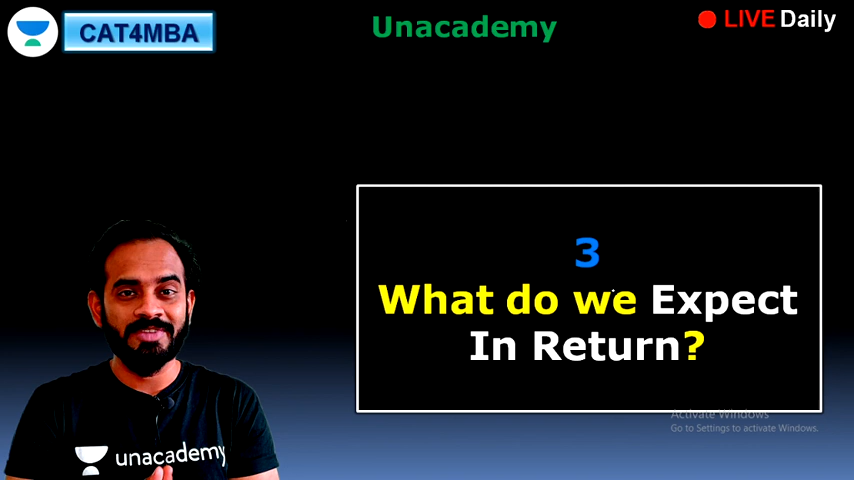 CAT4MBA
Unacademy
LIVE Daily
3
What do we Expect
In Return?
Activate Windows
Go to Settings to activate Windows.
unacademy